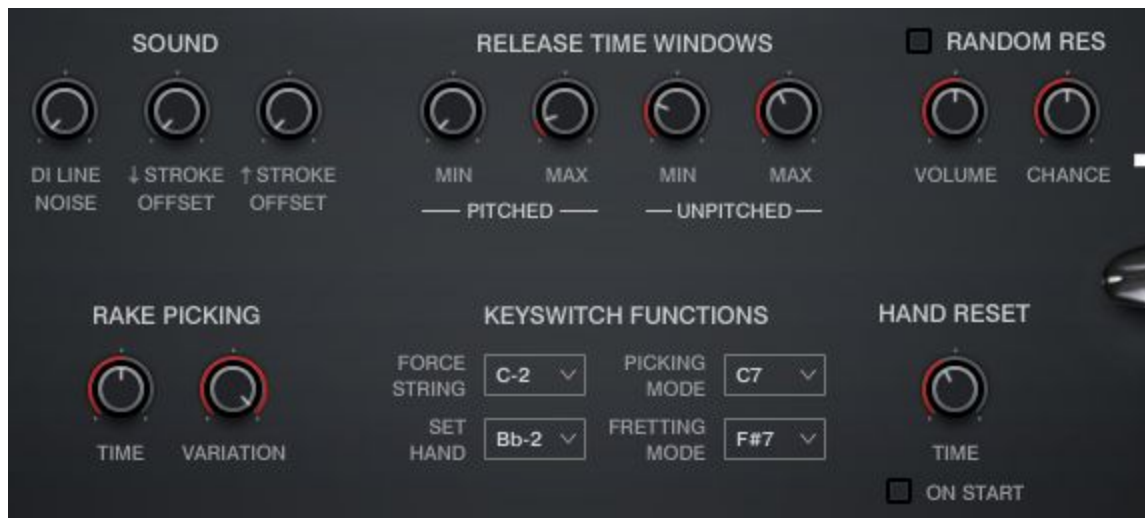 SOUND
DI LINE NOISE
↓ STROKE OFFSET
↑ STROKE OFFSET
RELEASE TIME WINDOWS
MIN
MAX
PITCHED
MIN
MAX
UNPITCHED
RANDOM RES
VOLUME
CHANCE
RAKE PICKING
TIME
VARIATION
KEYSWITCH FUNCTIONS
FORCE STRING
C-2
PICKING MODE
C7
SET HAND
Bb-2
FRETTING MODE
F#7
HAND RESET
TIME
ON START